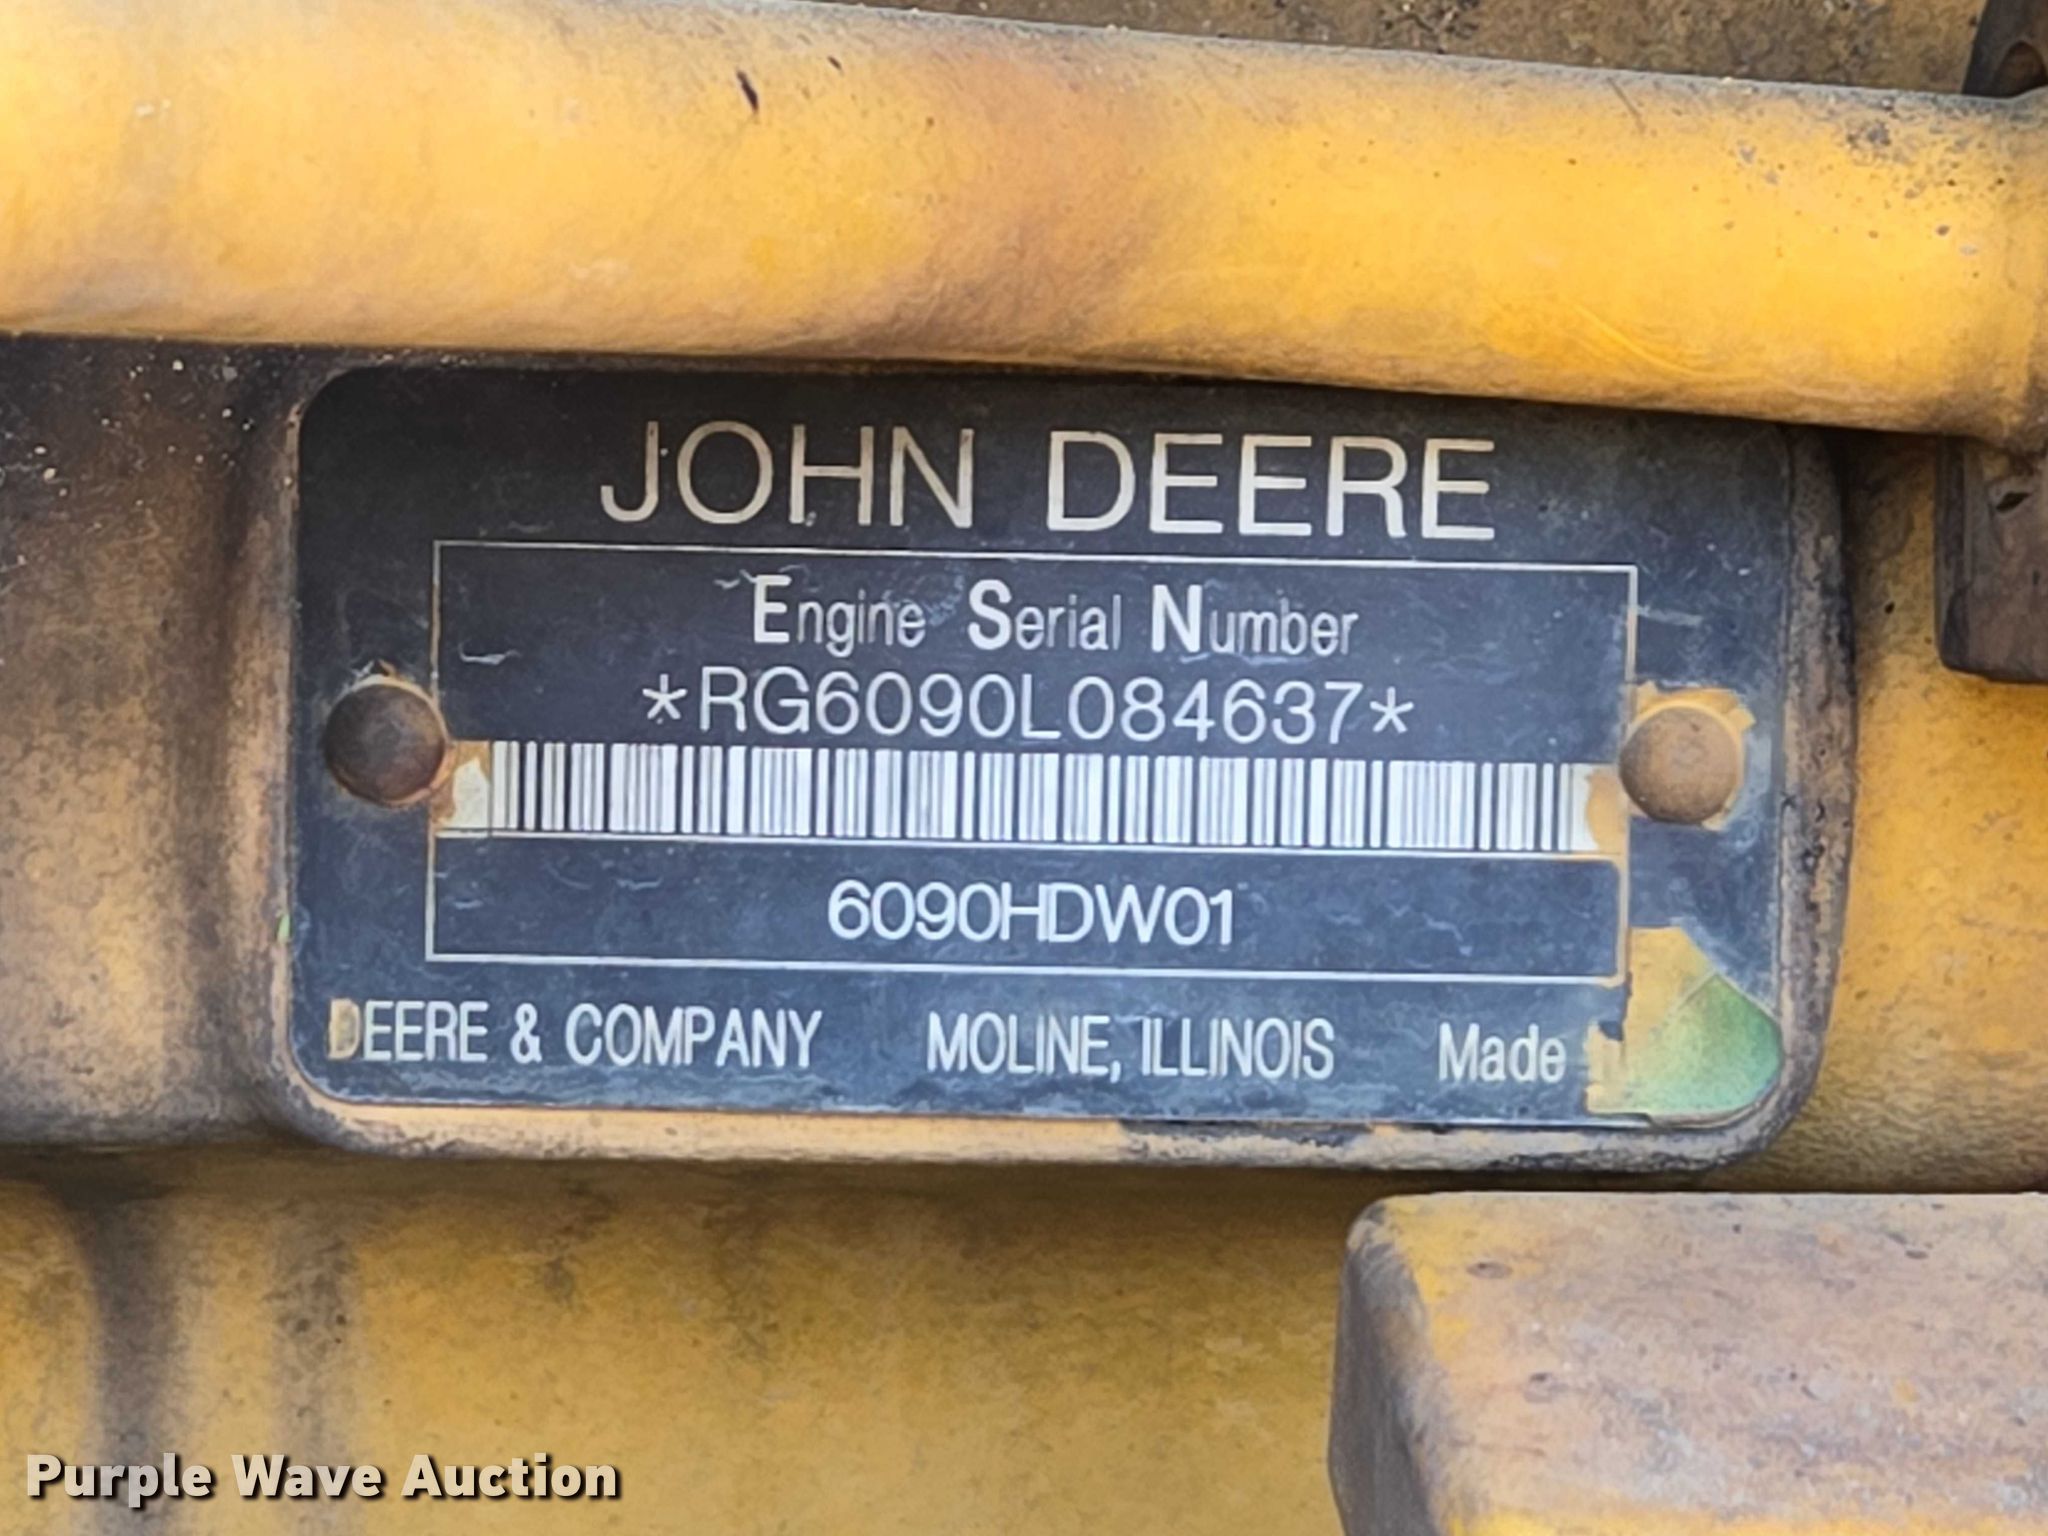 JOHN DEERE
Engine Serial Number
*RG6090L084637*
6090HDW01
DEERE & COMPANY MOLINE, ILLINOIS Made
Purple Wave Auction